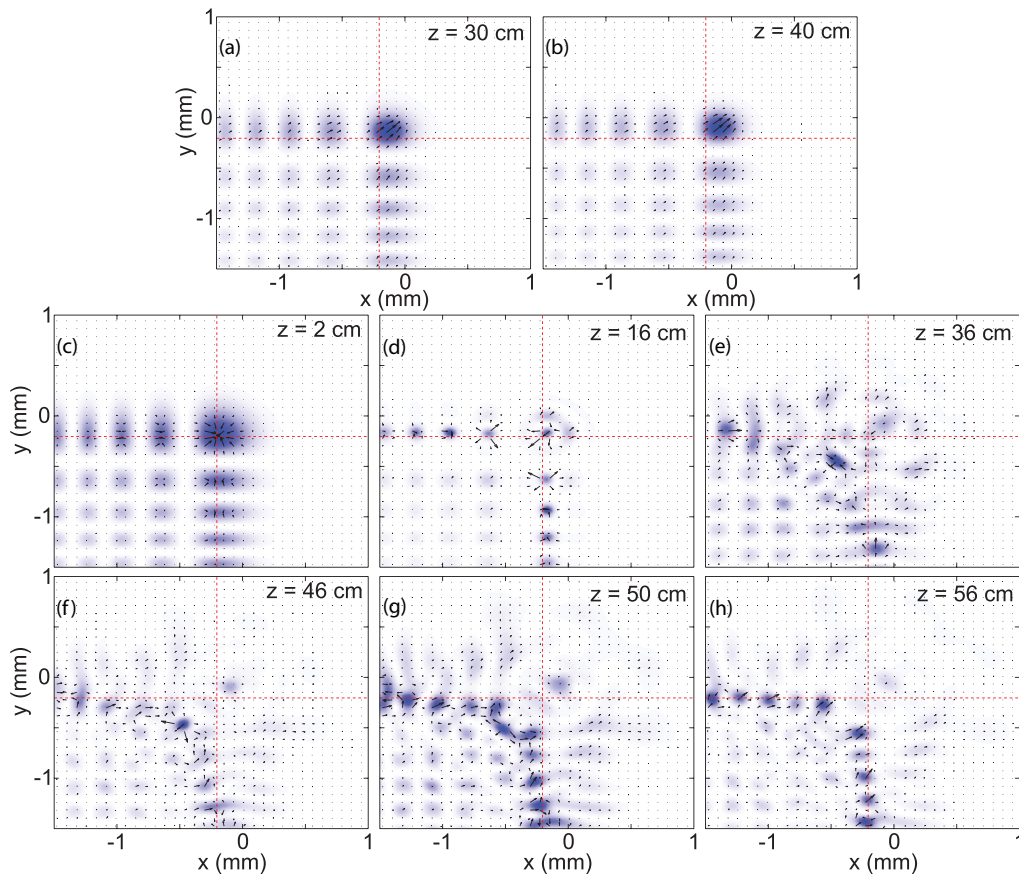 1
(a)
z = 30 cm
(b)
z = 40 cm
y (mm)
0
-1
-1
0
1
-1
0
1
x (mm)
x (mm)
1
(c)
z = 2 cm
(d)
z = 16 cm
(e)
z = 36 cm
y (mm)
0
-1
1
(f)
z = 46 cm
(g)
z = 50 cm
(h)
z = 56 cm
y (mm)
0
-1
-1
0
1
-1
0
1
-1
0
1
x (mm)
x (mm)
x (mm)